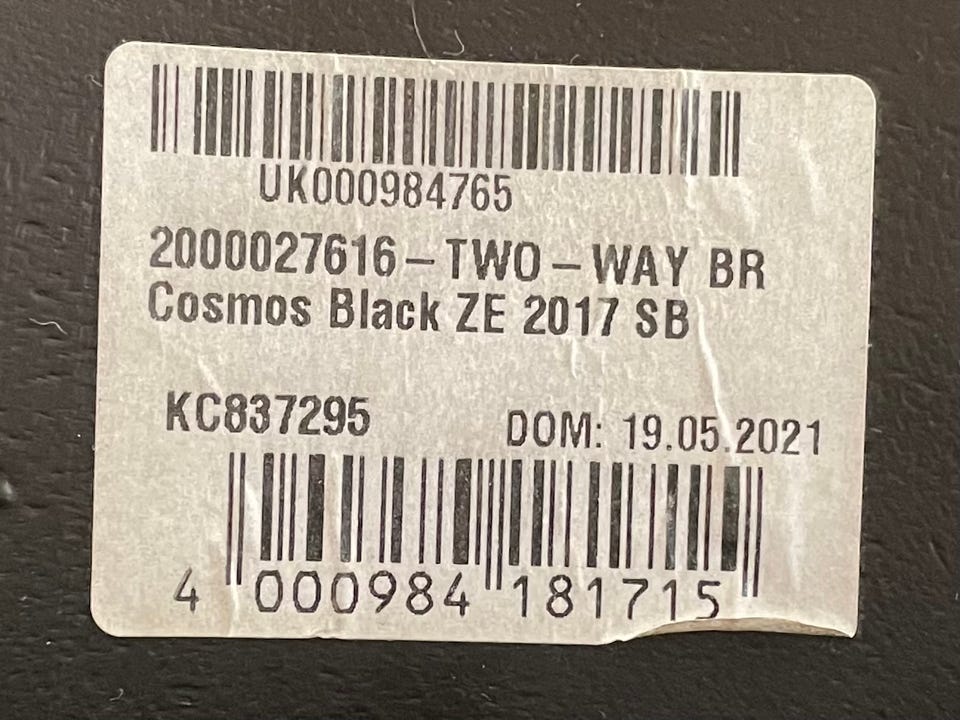 UK000984765
2000027616-TWO-WAY BR
Cosmos Black ZE 2017 SB
KC837295 DOM: 19.05.2021
4 000984 181715